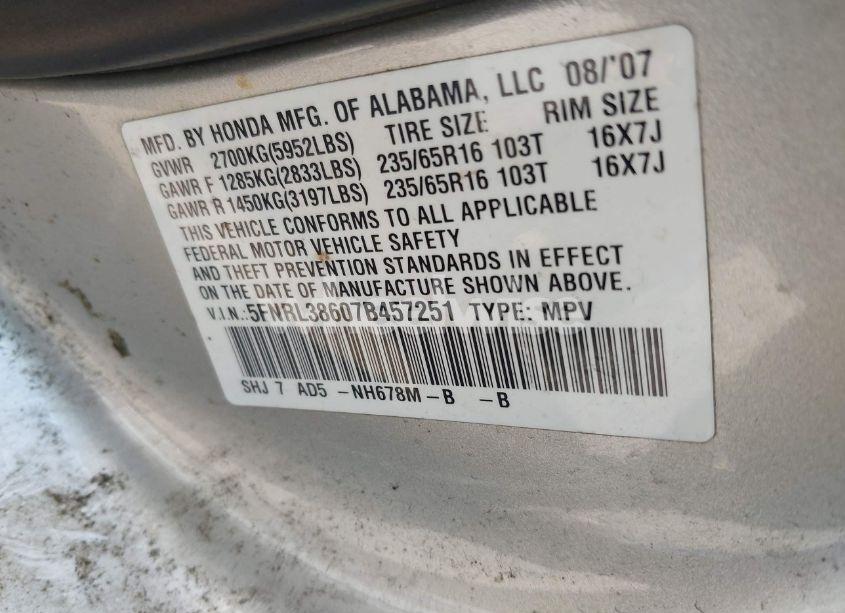 MFD. BY HONDA MFG. OF ALABAMA, LLC 08/'07
GVWR 2700KG(5952LBS) TIRE SIZE RIM SIZE
GAWR F 1285KG(2833LBS) 235/65R16 103T 16X7J
GAWR R 1450KG(3197LBS) 235/65R16 103T 16X7J
THIS VEHICLE CONFORMS TO ALL APPLICABLE
FEDERAL MOTOR VEHICLE SAFETY
AND THEFT PREVENTION STANDARDS IN EFFECT
ON THE DATE OF MANUFACTURE SHOWN ABOVE.
V.I.N.:5FNRL38607B457251 TYPE: MPV
SHJ 7 AD5 -NH678M-B -B